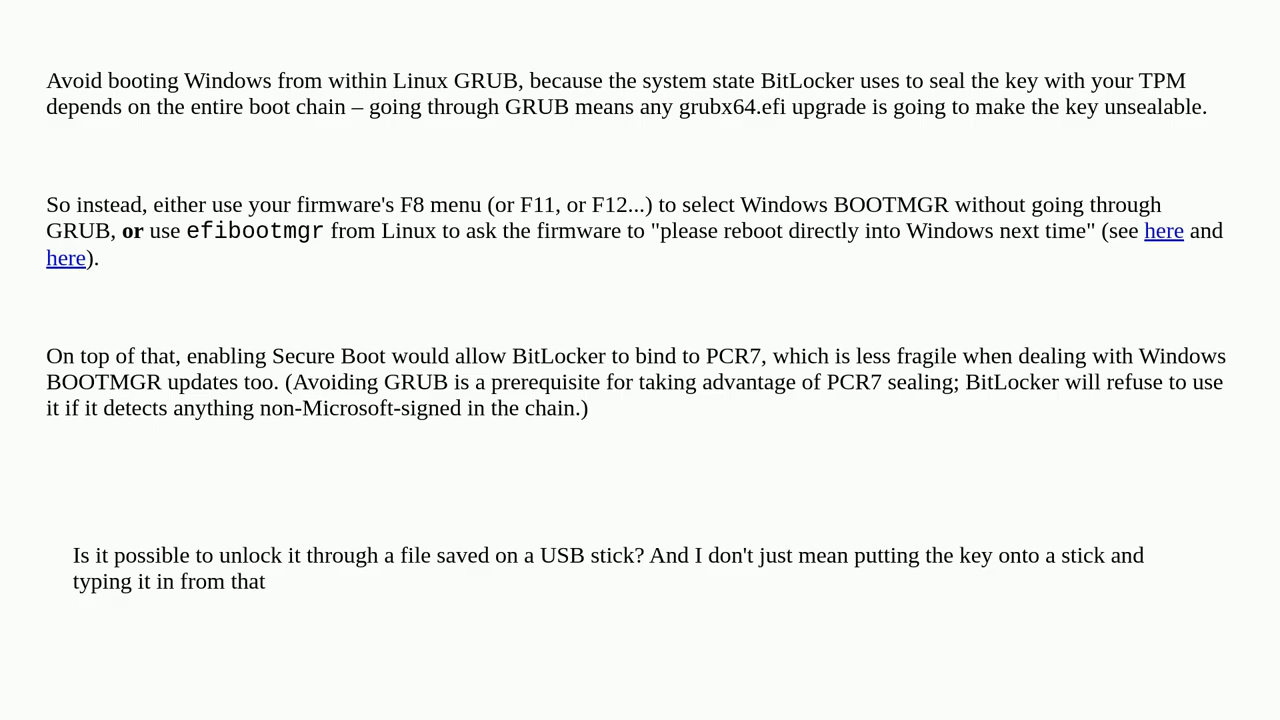 Avoid booting Windows from within Linux GRUB, because the system state BitLocker uses to seal the key with your TPM
depends on the entire boot chain – going through GRUB means any grubx64.efi upgrade is going to make the key unsealable.
So instead, either use your firmware's F8 menu (or F11, or F12...) to select Windows BOOTMGR without going through
GRUB, or use efibootmgr from Linux to ask the firmware to "please reboot directly into Windows next time" (see here and
here).
On top of that, enabling Secure Boot would allow BitLocker to bind to PCR7, which is less fragile when dealing with Windows
BOOTMGR updates too. (Avoiding GRUB is a prerequisite for taking advantage of PCR7 sealing; BitLocker will refuse to use
it if it detects anything non-Microsoft-signed in the chain.)
Is it possible to unlock it through a file saved on a USB stick? And I don't just mean putting the key onto a stick and
typing it in from that